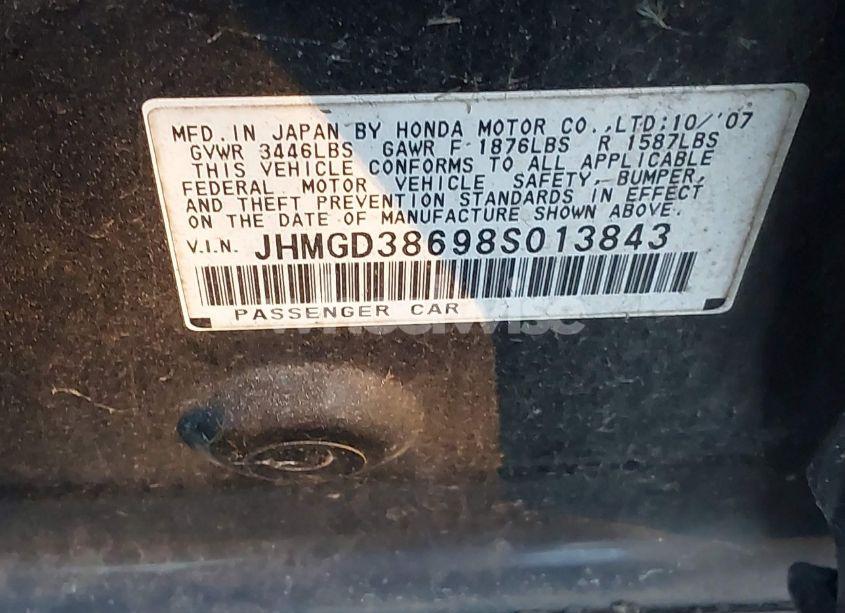 MFD. IN JAPAN BY HONDA MOTOR CO.,LTD; 10/'07
GVWR 3446LBS GAWR F 1876LBS R 1587LBS
THIS VEHICLE CONFORMS TO ALL APPLICABLE
FEDERAL MOTOR VEHICLE SAFETY, BUMPER,
AND THEFT PREVENTION STANDARDS IN EFFECT
ON THE DATE OF MANUFACTURE SHOWN ABOVE.
V.I.N. JHMGD38698S013843
PASSENGER CAR